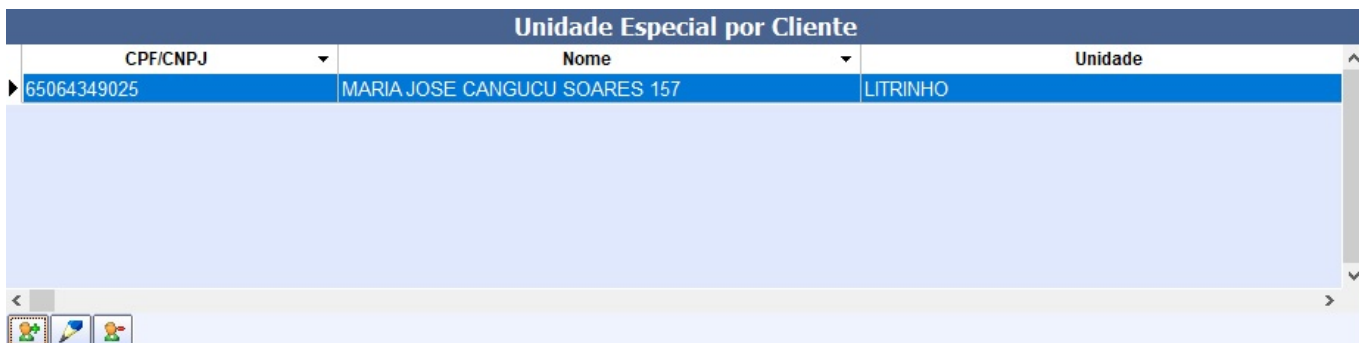 Unidade Especial por Cliente
CPF/CNPJ Nome Unidade
65064349025 MARIA JOSE CANGUCU SOARES 157 LITRINHO